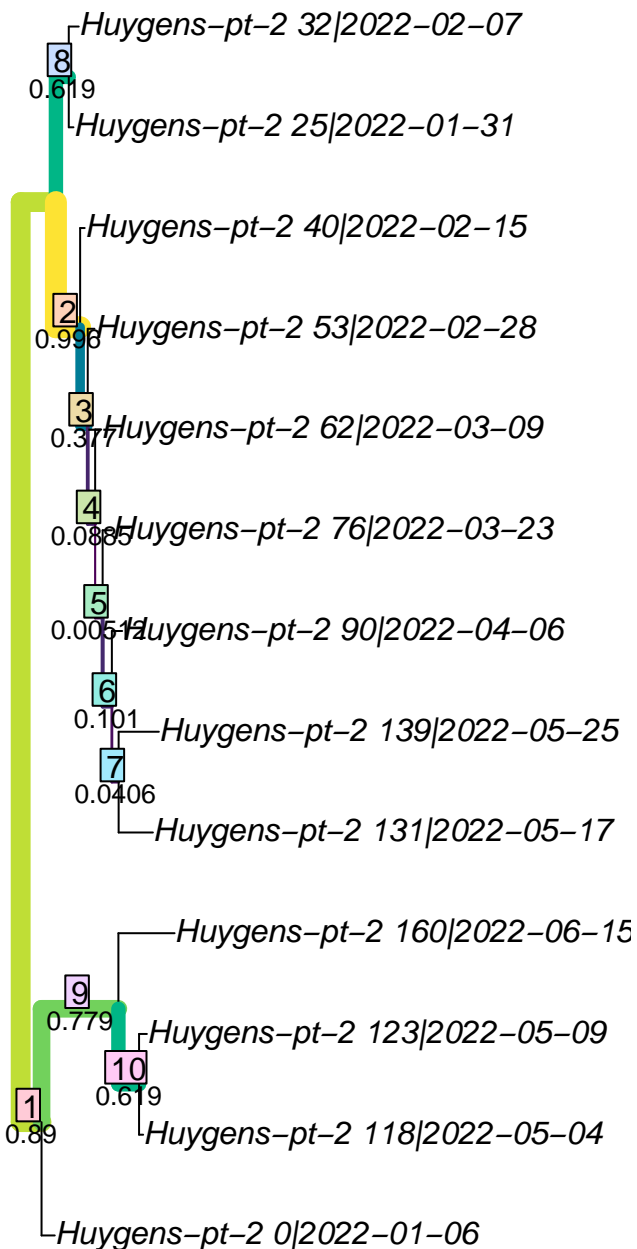 Huygens−pt−2 32|2022−02−07
8
0.619
Huygens−pt−2 25|2022−01−31
Huygens−pt−2 40|2022−02−15
2
0.996
Huygens−pt−2 53|2022−02−28
3
0.377
Huygens−pt−2 62|2022−03−09
4
0.0885
Huygens−pt−2 76|2022−03−23
5
0.00512
Huygens−pt−2 90|2022−04−06
6
0.101
Huygens−pt−2 139|2022−05−25
7
0.0406
Huygens−pt−2 131|2022−05−17
Huygens−pt−2 160|2022−06−15
9
0.779
Huygens−pt−2 123|2022−05−09
10
0.619
1
0.89
Huygens−pt−2 118|2022−05−04
Huygens−pt−2 0|2022−01−06